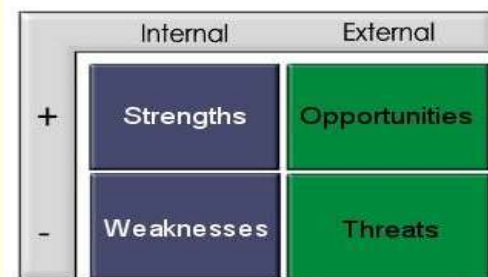 Internal External
+ Strengths Opportunities
- Weaknesses Threats